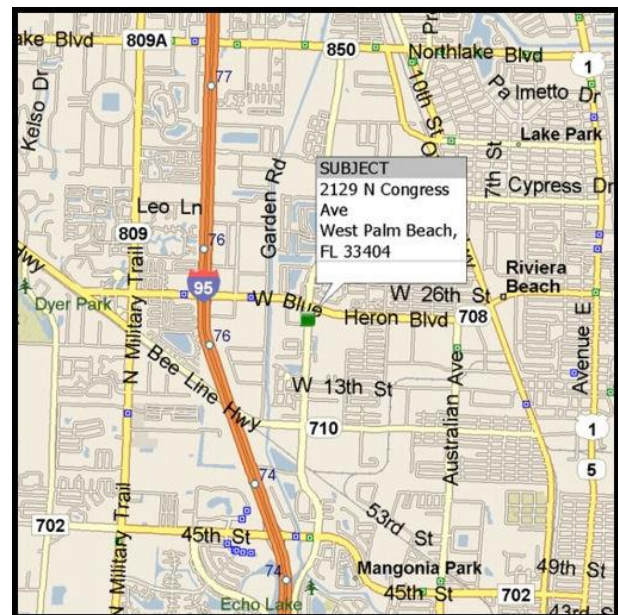 ake Blvd
809A
850
Northlake Blvd
1
77
Kelso Dr
Pr
10th St
Palmetto Dr
Lake Park
7th St
Cypress Dr
Garden Rd
SUBJECT
2129 N Congress
Ave
West Palm Beach,
FL 33404
Leo Ln
809
76
Hwy
95
Dyer Park
W Blue
Heron Blvd
W 26th St
Riviera
Beach
708
N Military Trail
76
Bee Line Hwy
W 13th St
710
Australian Ave
Avenue E
1
5
74
53rd St
702
45th St
N Military Trail
Mangonia Park
49th St
74
45th St
702
Echo Lake
43rd